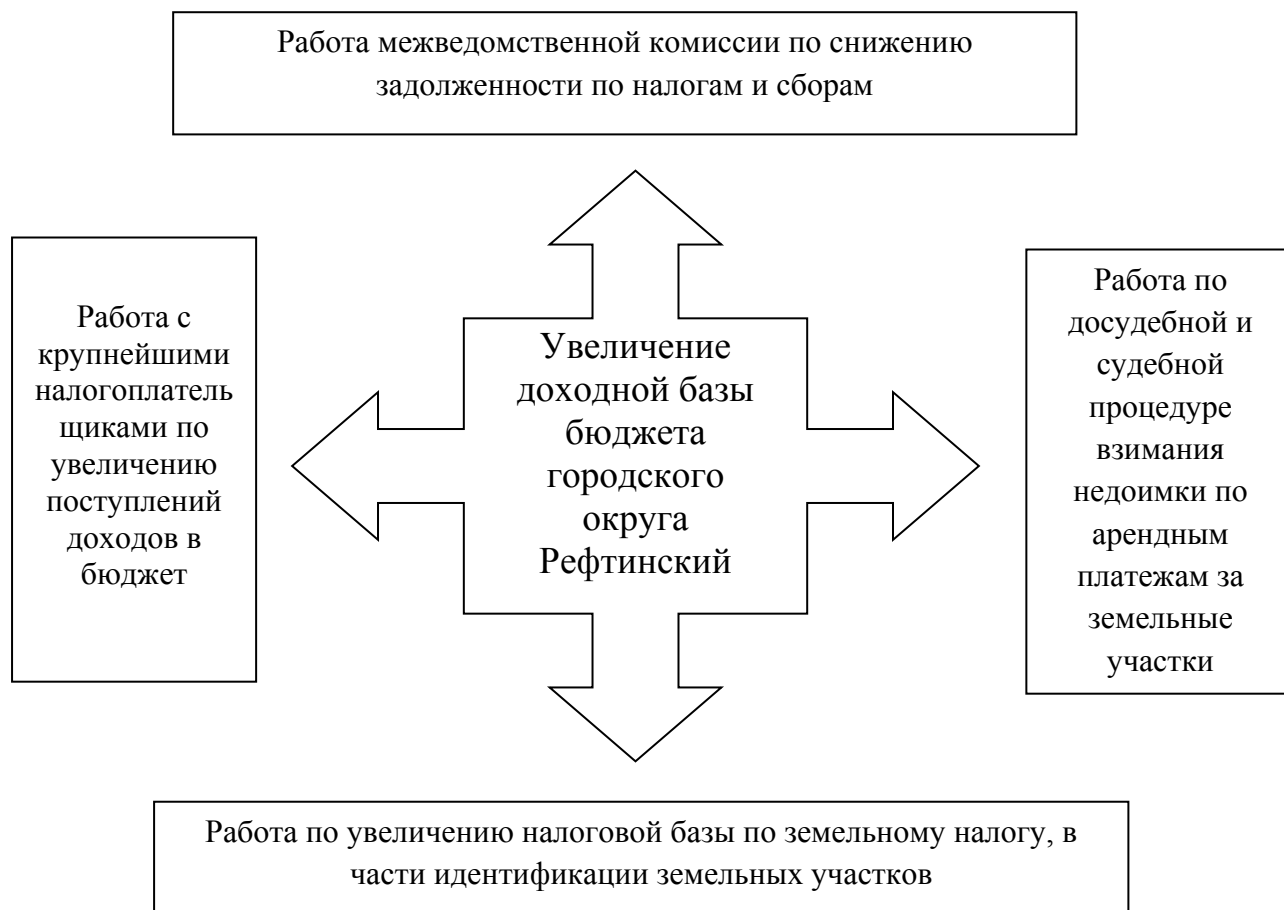 Работа межведомственной комиссии по снижению
задолженности по налогам и сборам
Работа с
крупнейшими
налогоплатель
щиками по
увеличению
поступлений
доходов в
бюджет
Увеличение
доходной базы
бюджета
городского
округа
Рефтинский
Работа по
досудебной и
судебной
процедуре
взимания
недоимки по
арендным
платежам за
земельные
участки
Работа по увеличению налоговой базы по земельному налогу, в
части идентификации земельных участков